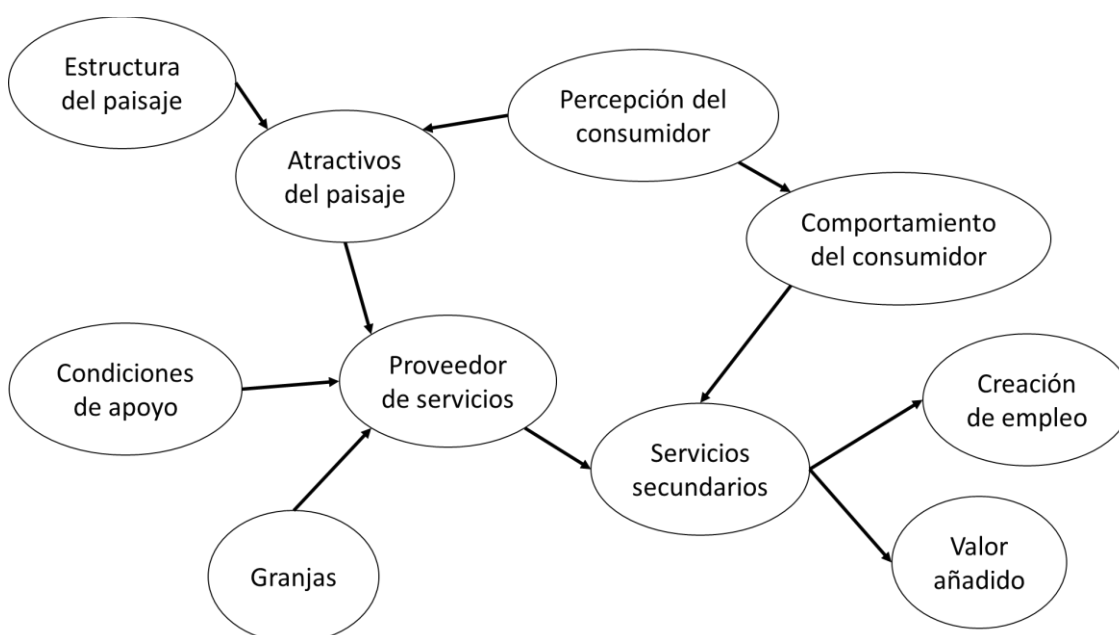 Estructura
del paisaje
Percepción del
consumidor
Atractivos
del paisaje
Comportamiento
del consumidor
Condiciones
de apoyo
Proveedor
de servicios
Creación
de empleo
Servicios
secundarios
Granjas
Valor
añadido